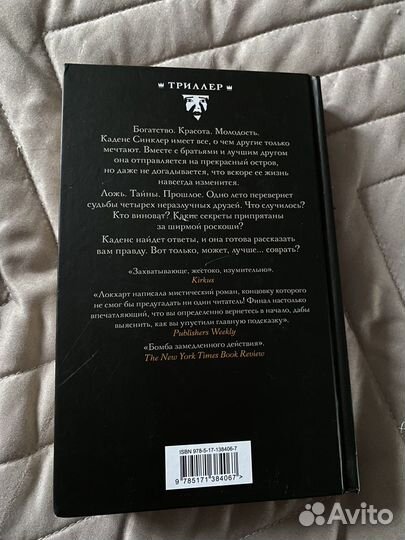 ТРИЛЛЕР
Богатство. Красота. Молодость.
Каденс Синклер имеет все, о чем другие только
мечтают. Вместе с братьями и лучшим другом
она отправляется на прекрасный остров,
но даже не догадывается, что вскоре ее жизнь
навсегда изменится.
Ложь. Тайны. Прошлое. Одно лето перевернет
судьбы четырех неразлучных друзей. Что случилось?
Кто виноват? Какие секреты припрятаны
за ширмой роскоши?
Каденс найдет ответы, и она готова рассказать
вам правду. Вот только, может, лучше... соврать?
«Захватывающе, жестоко, изумительно».
Kirkus
«Локхарт написала мистический роман, концовку которого
не смог бы предугадать ни один читатель! Финал настолько
впечатляющий, что вы определенно вернетесь в начало, дабы
выяснить, как вы упустили главную подсказку».
Publishers Weekly
«Бомба замедленного действия».
The New York Times Book Review
ISBN 978-5-17-138406-7
9 785171 384067 >
Avito